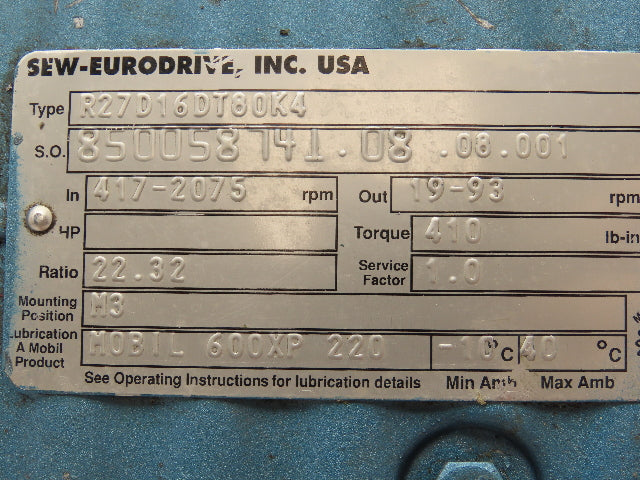 SEW-EURODRIVE, INC. USA
Type R27D16DT80K4
S.O. 850058741.08 .08.001
In 417-2075 rpm Out 19-93 rpm
HP Torque 410 lb-in
Ratio 22.32 Service Factor 1.0
Mounting Position M3
Lubrication A Mobil Product MOBIL 600XP 220 -10 °C 40 °C
See Operating Instructions for lubrication details Min Amb Max Amb